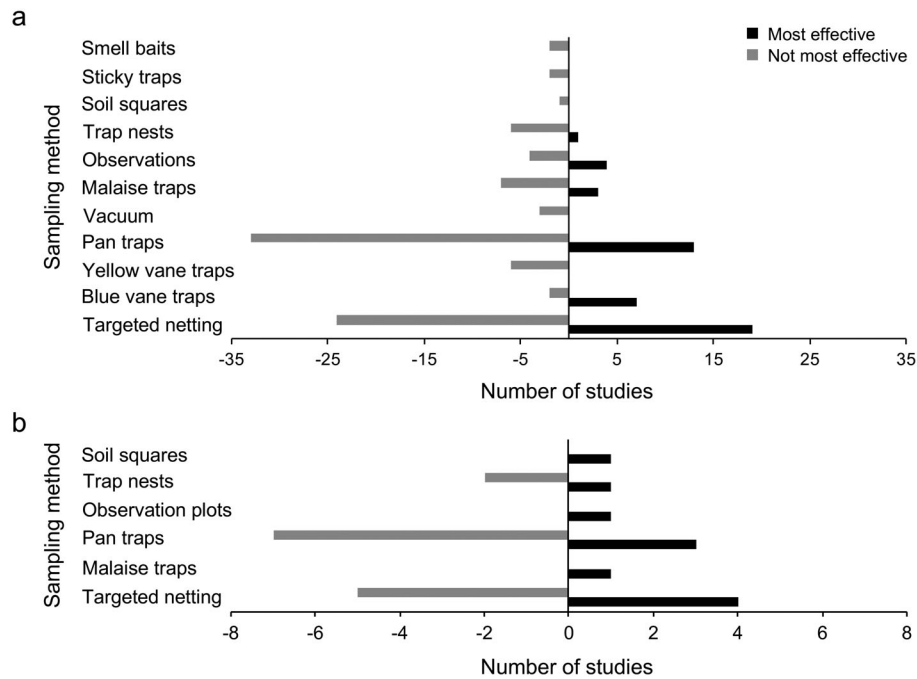 a
Most effective
Not most effective
Sampling method
Smell baits
Sticky traps
Soil squares
Trap nests
Observations
Malaise traps
Vacuum
Pan traps
Yellow vane traps
Blue vane traps
Targeted netting
-35 -25 -15 -5 5 15 25 35
Number of studies
b
Sampling method
Soil squares
Trap nests
Observation plots
Pan traps
Malaise traps
Targeted netting
-8 -6 -4 -2 0 2 4 6 8
Number of studies